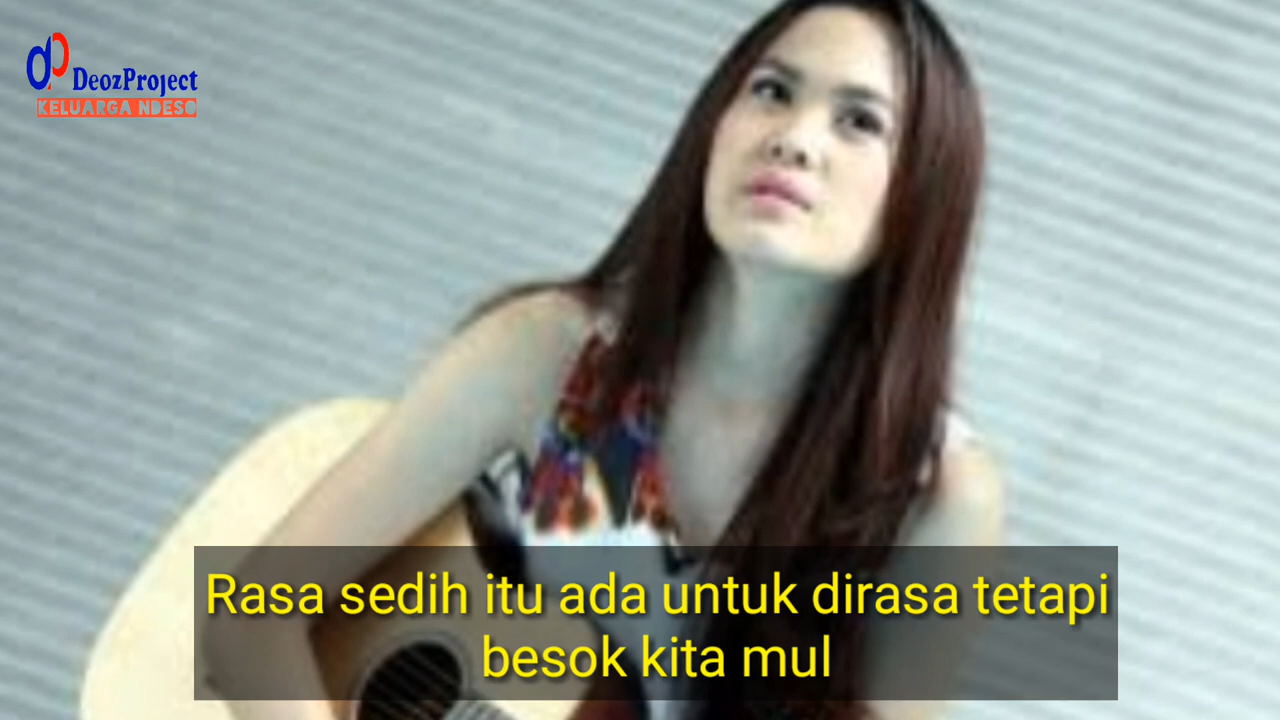 DeozProject
KELUARGA NDESO
Rasa sedih itu ada untuk dirasa tetapi
besok kita mul